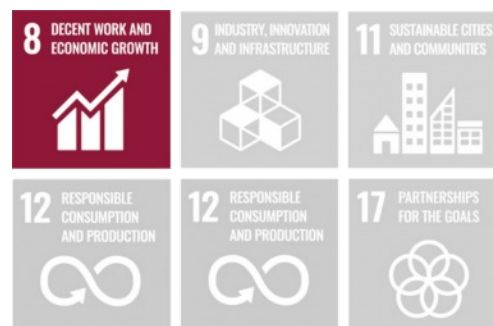 8 DECENT WORK AND
ECONOMIC GROWTH
9 INDUSTRY, INNOVATION
AND INFRASTRUCTURE
11 SUSTAINABLE CITIES
AND COMMUNITIES
12 RESPONSIBLE
CONSUMPTION
AND PRODUCTION
12 RESPONSIBLE
CONSUMPTION
AND PRODUCTION
17 PARTNERSHIPS
FOR THE GOALS